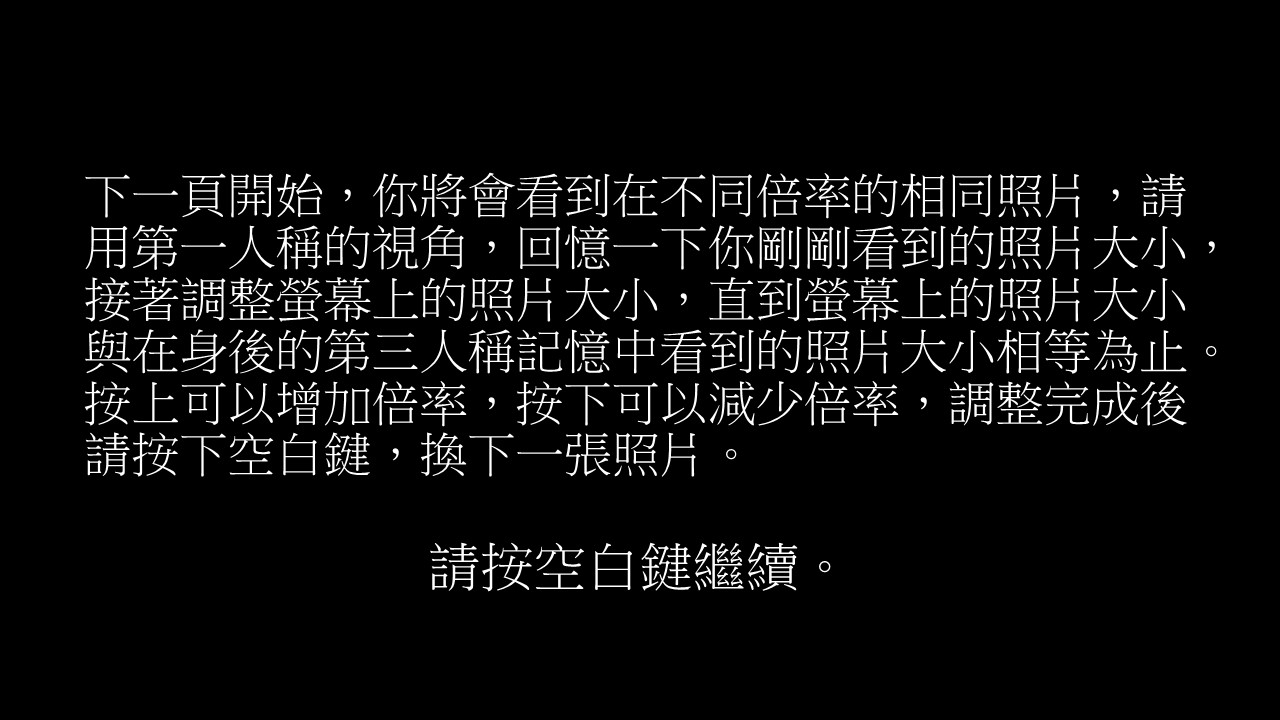 下一頁開始，你將會看到在不同倍率的相同照片，請
用第一人稱的視角，回憶一下你剛剛看到的照片大小，
接著調整螢幕上的照片大小，直到螢幕上的照片大小
與在身後的第三人稱記憶中看到的照片大小相等為止。
按上可以增加倍率，按下可以減少倍率，調整完成後
請按下空白鍵，換下一張照片。
請按空白鍵繼續。